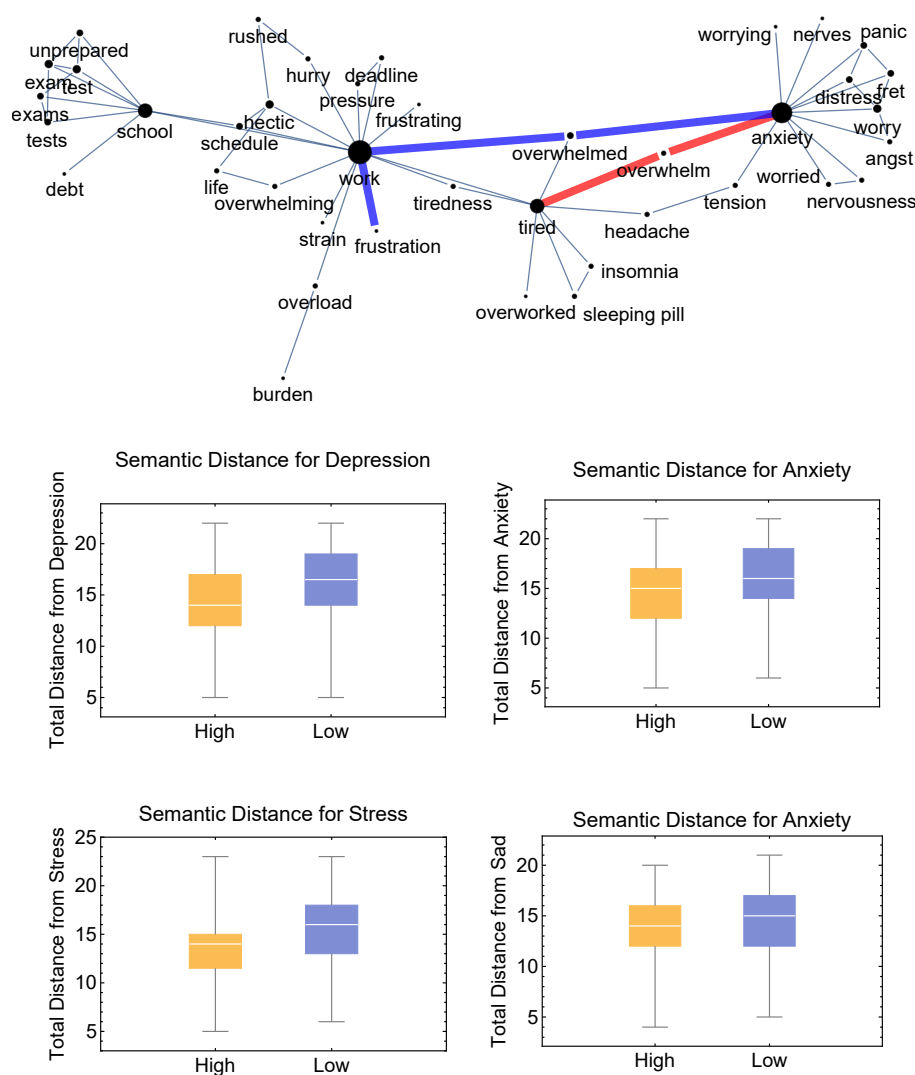 rushed
worrying
nerves
panic
unprepared
hurry
deadline
exam
test
pressure
distress
fret
exams
hectic
frustrating
tests
school
schedule
anxiety
worry
overwhelmed
angst
work
overwhelm
debt
life
overwhelming
tiredness
worried
nervousness
tension
strain
frustration
tired
headache
insomnia
overload
overworked
sleeping pill
burden
Semantic Distance for Depression
Total Distance from Depression
20
15
10
5
High
Low
Semantic Distance for Anxiety
Total Distance from Anxiety
20
15
10
5
High
Low
Semantic Distance for Stress
Total Distance from Stress
25
20
15
10
5
High
Low
Semantic Distance for Anxiety
Total Distance from Sad
20
15
10
5
High
Low